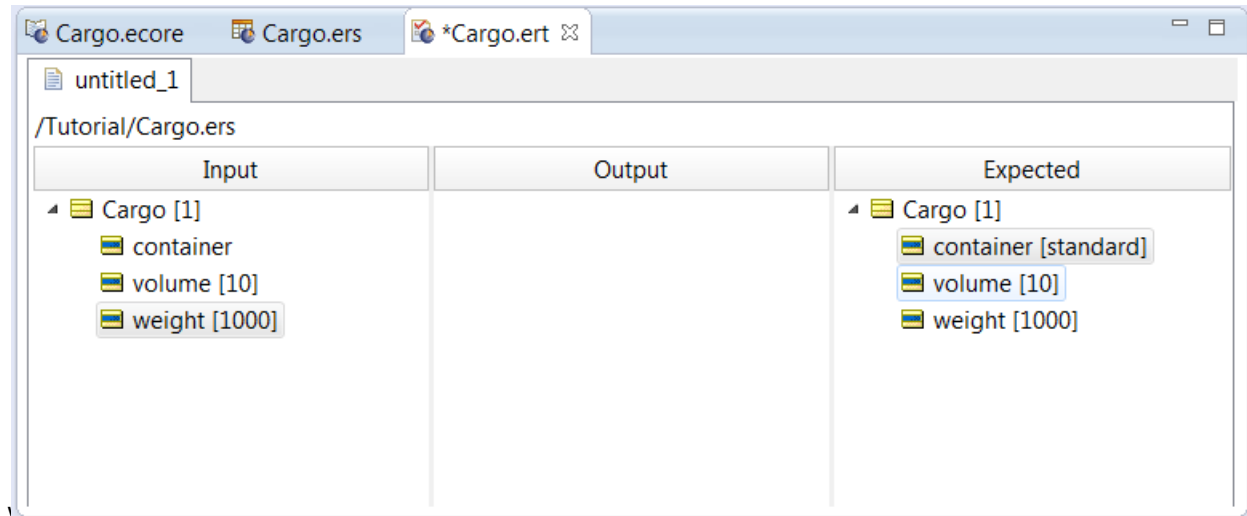 Cargo.ecore Cargo.ers *Cargo.ert
untitled_1
/Tutorial/Cargo.ers
Input Output Expected
Cargo [1] Cargo [1]
container container [standard]
volume [10] volume [10]
weight [1000] weight [1000]